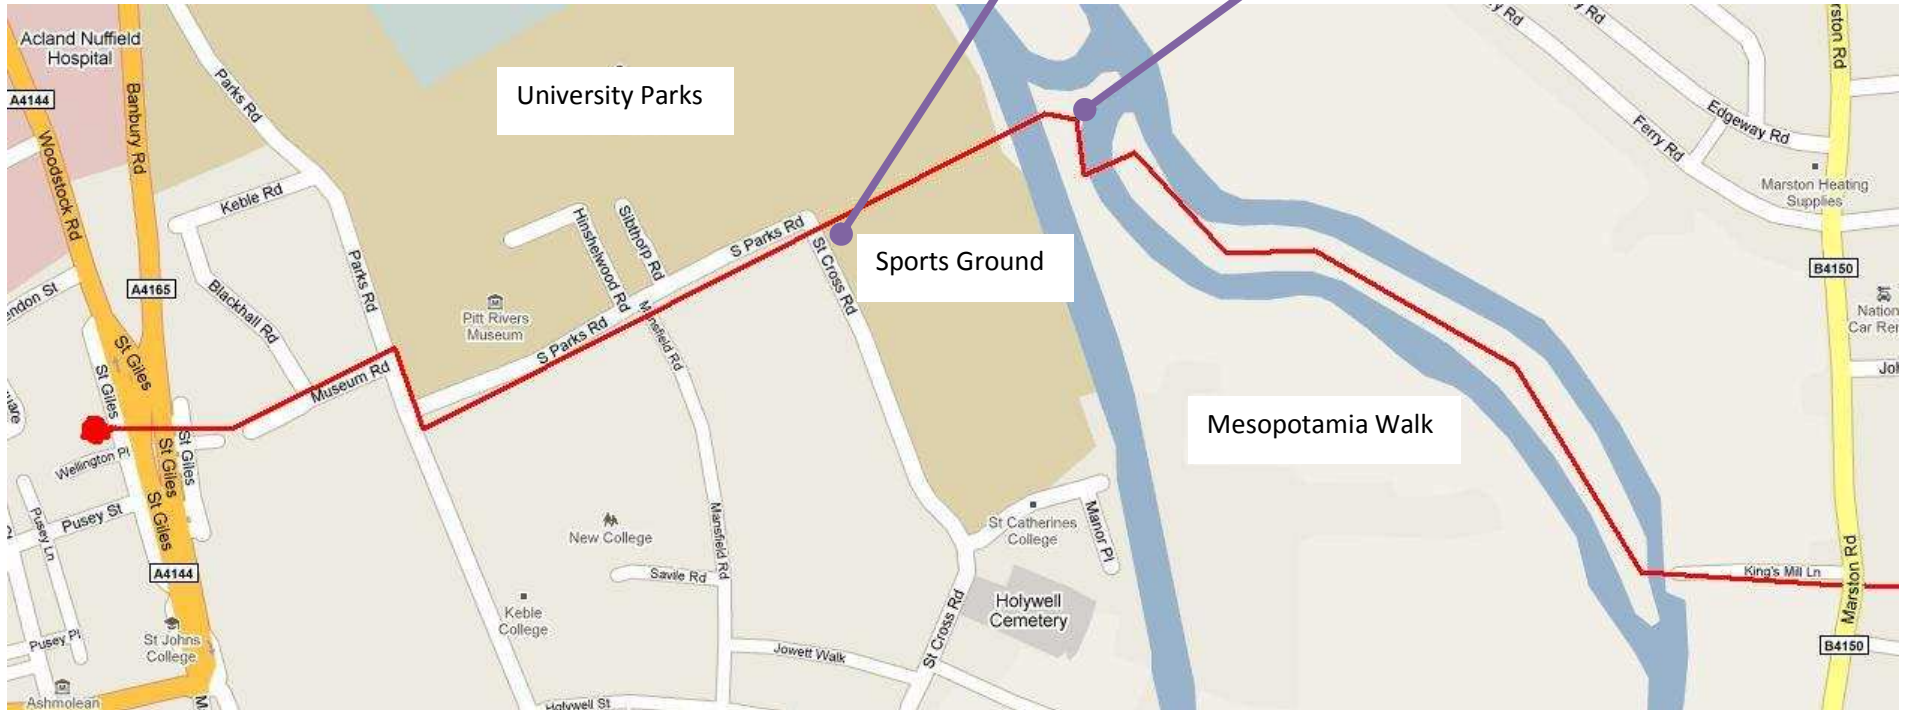 Acland Nuffield
Hospital
A4144
Woodstock Rd
Banbury Rd
A4165
Parks Rd
Keble Rd
Blackhall Rd
Parks Rd
University Parks
Hinshelwood Rd
Sibthorp Rd
Pitt Rivers
Museum
S Parks Rd
S Parks Rd
St Cross Rd
Sports Ground
Mansfield Rd
Museum Rd
St Giles
St Giles
St Giles
St Giles
St Giles
Wellington Pl
Pusey St
Pusey Ln
Pusey Pl
A4144
St Johns
College
Ashmolean
New College
Keble
College
Savile Rd
Mansfield Rd
Jowett Walk
Holywell St
St Cross Rd
St Catherines
College
Manor Pl
Holywell
Cemetery
Mesopotamia Walk
Ferry Rd
Edgeway Rd
Marston Heating
Supplies
B4150
King's Mill Ln
Marston Rd
B4150